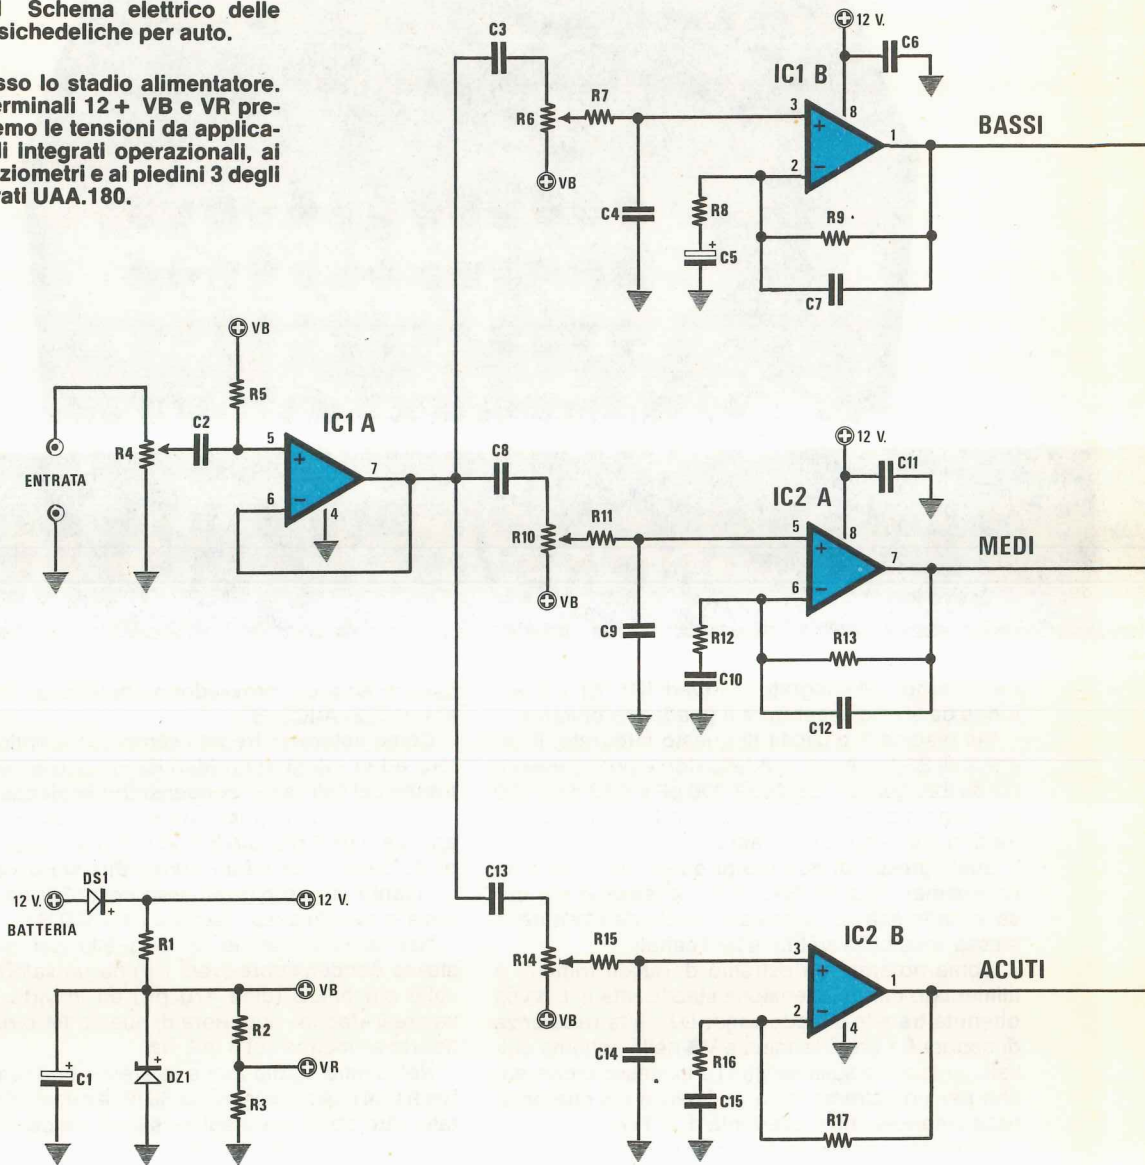 Schema elettrico delle
sichedeliche per auto.
sso lo stadio alimentatore.
erminali 12+ VB e VR pre-
emo le tensioni da applica-
li integrati operazionali, ai
ziometri e ai piedini 3 degli
rati UAA.180.
12 V.
C3
C6
IC1 B
R6
R7
3
8
+
1
BASSI
2
−
VB
C4
R8
R9
+
C5
C7
VB
R5
IC1 A
C2
R4
5
+
7
C8
ENTRATA
6
−
4
12 V.
C11
IC2 A
R10
R11
5
8
+
7
MEDI
6
−
VB
C9
R12
R13
C10
C12
DS1
C13
12 V.
+
12 V.
BATTERIA
R1
IC2 B
R14
R15
3
+
1
ACUTI
VB
2
−
4
VB
R2
C14
R16
+
C1
DZ1
VR
R3
C15
R17